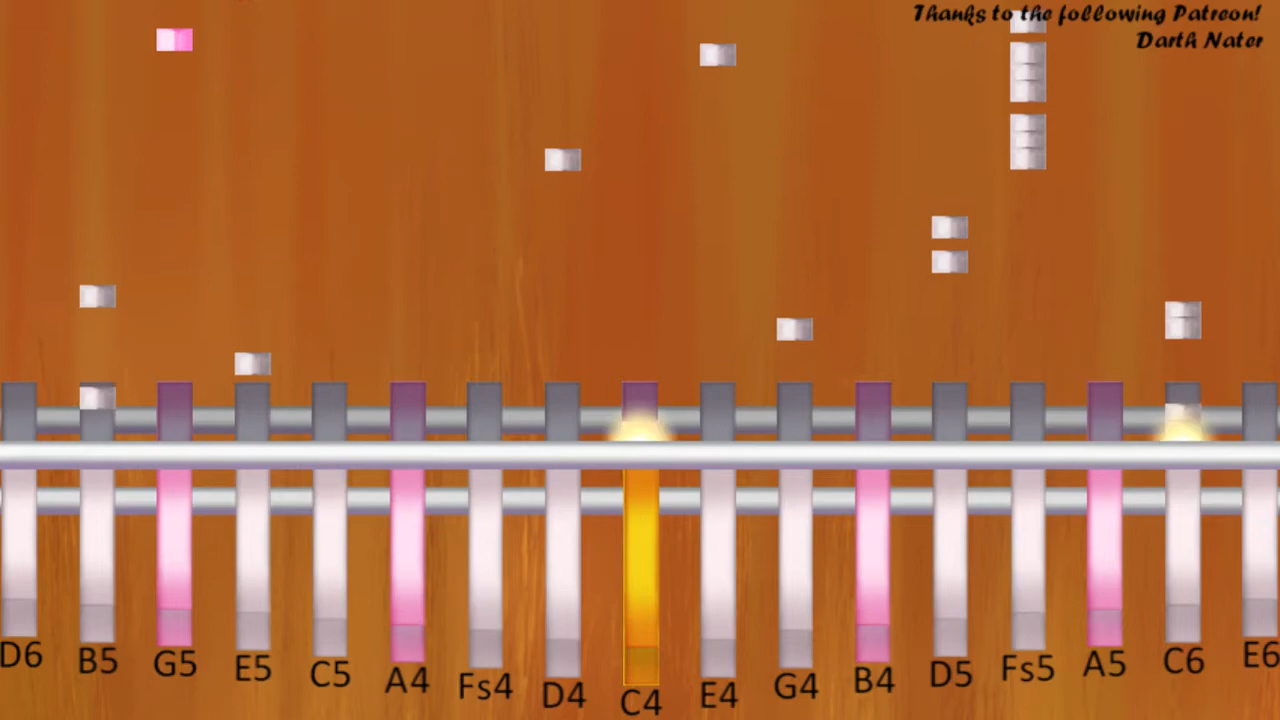 Thanks to the following Patreon!
Darth Nater
D6 B5 G5 E5 C5 A4 Fs4 D4 C4 E4 G4 B4 D5 Fs5 A5 C6 E6